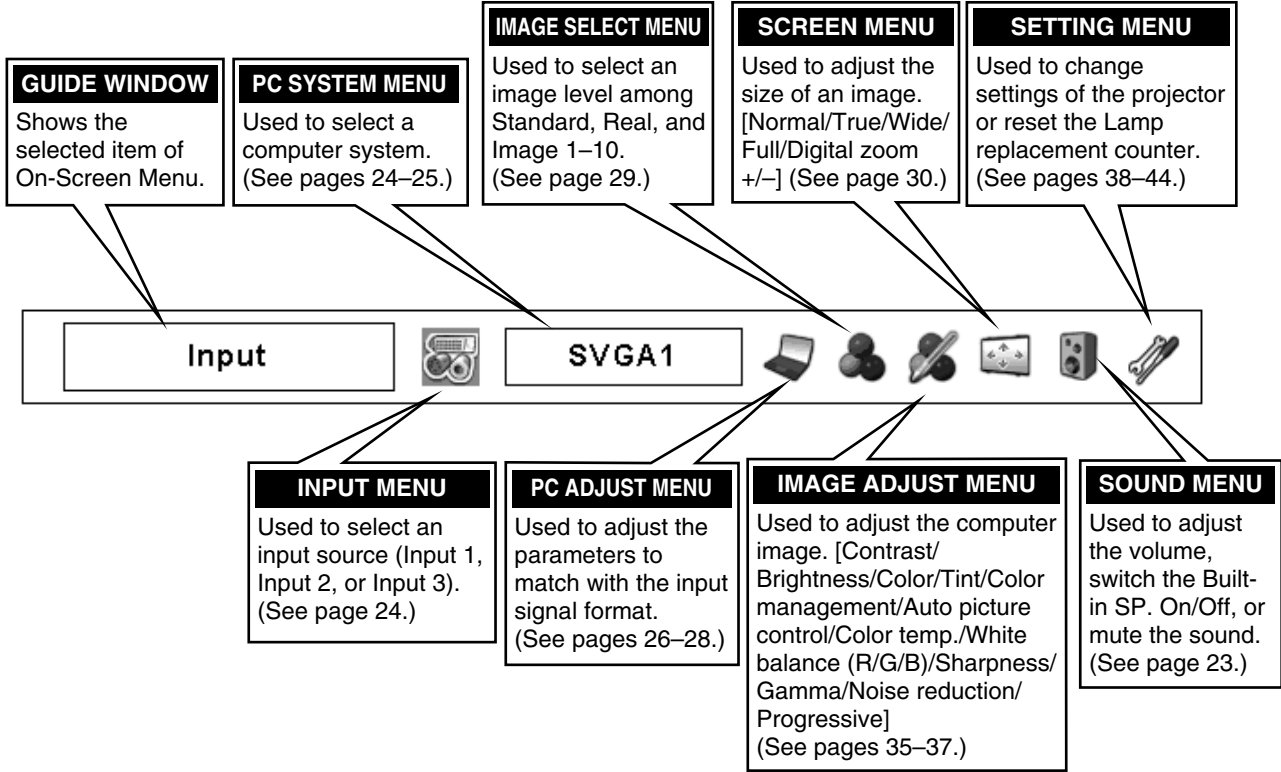 GUIDE WINDOW
Shows the
selected item of
On-Screen Menu.
PC SYSTEM MENU
Used to select a
computer system.
(See pages 24–25.)
IMAGE SELECT MENU
Used to select an
image level among
Standard, Real, and
Image 1–10.
(See page 29.)
SCREEN MENU
Used to adjust the
size of an image.
[Normal/True/Wide/
Full/Digital zoom
+/–] (See page 30.)
SETTING MENU
Used to change
settings of the projector
or reset the Lamp
replacement counter.
(See pages 38–44.)
Input
SVGA1
INPUT MENU
Used to select an
input source (Input 1,
Input 2, or Input 3).
(See page 24.)
PC ADJUST MENU
Used to adjust the
parameters to
match with the input
signal format.
(See pages 26–28.)
IMAGE ADJUST MENU
Used to adjust the computer
image. [Contrast/
Brightness/Color/Tint/Color
management/Auto picture
control/Color temp./White
balance (R/G/B)/Sharpness/
Gamma/Noise reduction/
Progressive]
(See pages 35–37.)
SOUND MENU
Used to adjust
the volume,
switch the Built-
in SP. On/Off, or
mute the sound.
(See page 23.)